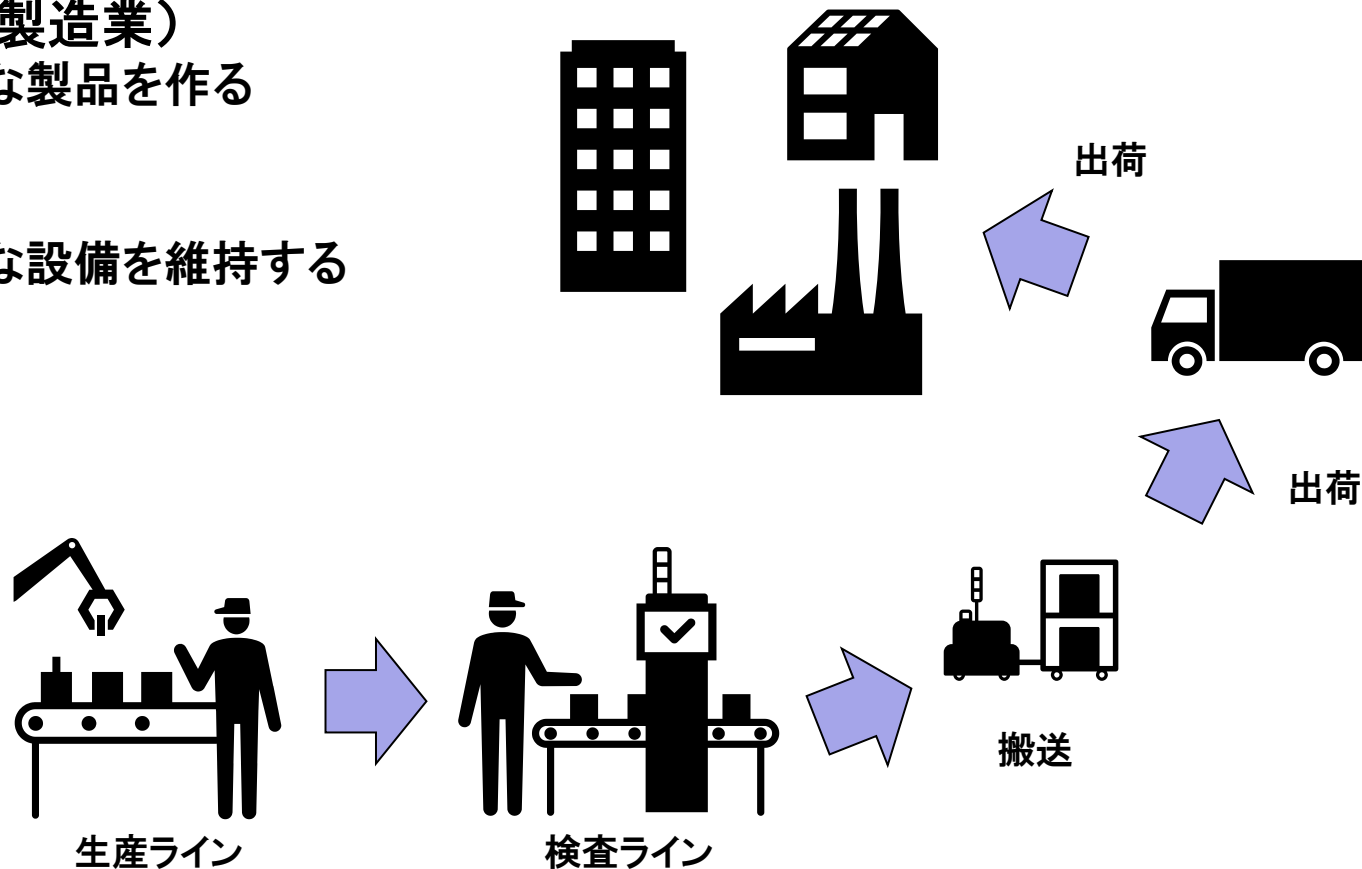 製造業）
な製品を作る
な設備を維持する
出荷
出荷
搬送
生産ライン
検査ライン